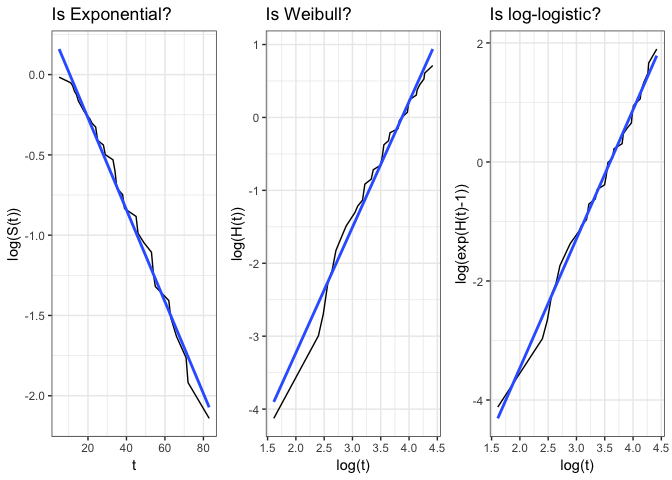 Is Exponential?
0.0
-0.5
-1.0
-1.5
-2.0
log(S(t))
20 40 60 80
t
Is Weibull?
1
0
-1
-2
-3
-4
log(H(t))
1.5 2.0 2.5 3.0 3.5 4.0 4.5
log(t)
Is log-logistic?
2
0
-2
-4
log(exp(H(t)-1))
1.5 2.0 2.5 3.0 3.5 4.0 4.5
log(t)